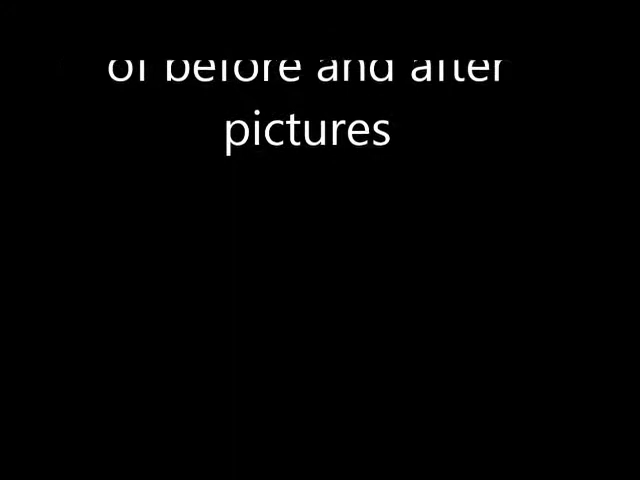 of before and after
pictures